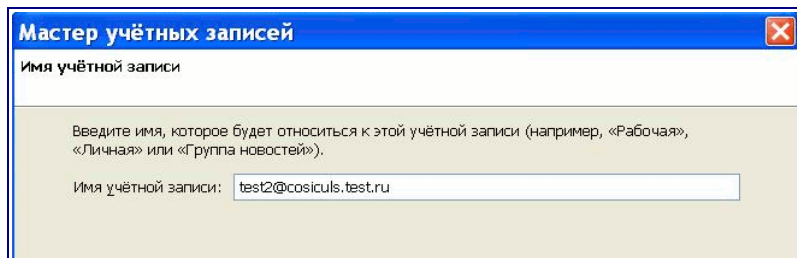 Мастер учётных записей
Имя учётной записи
Введите имя, которое будет относиться к этой учётной записи (например, «Рабочая»,
«Личная» или «Группа новостей»).
Имя учётной записи: test2@cosiculs.test.ru